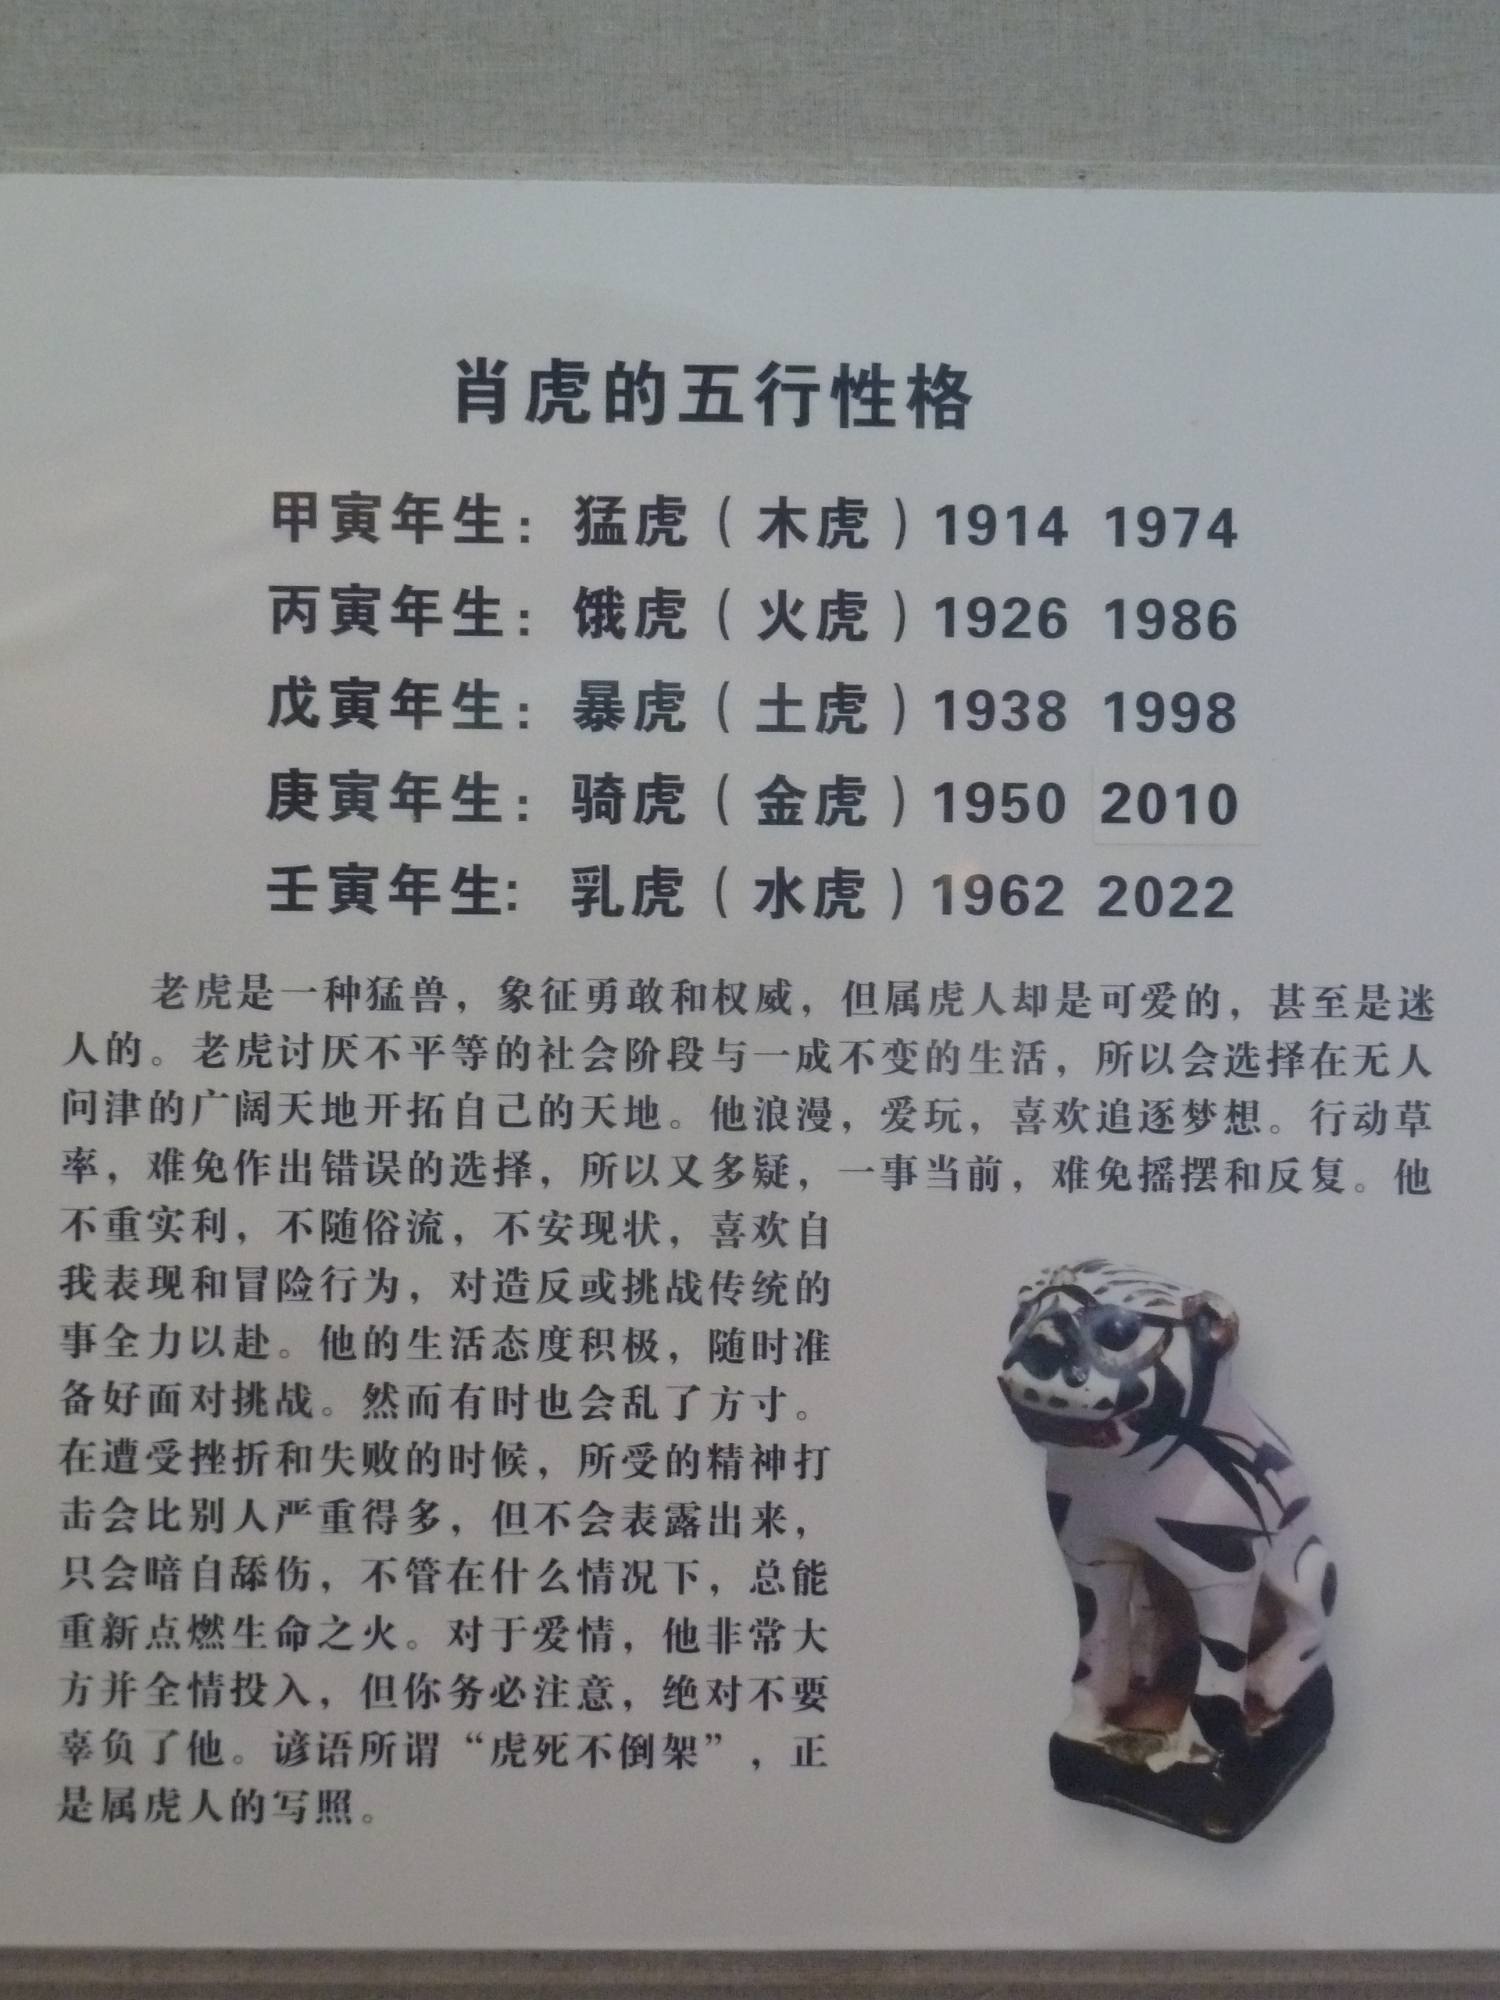 肖虎的五行性格
甲寅年生：猛虎（木虎）1914 1974
丙寅年生：饿虎（火虎）1926 1986
戊寅年生：暴虎（土虎）1938 1998
庚寅年生：骑虎（金虎）1950 2010
壬寅年生：乳虎（水虎）1962 2022
老虎是一种猛兽，象征勇敢和权威，但属虎人却是可爱的，甚至是迷
人的。老虎讨厌不平等的社会阶段与一成不变的生活，所以会选择在无人
问津的广阔天地开拓自己的天地。他浪漫，爱玩，喜欢追逐梦想。行动草
率，难免作出错误的选择，所以又多疑，一事当前，难免摇摆和反复。他
不重实利，不随俗流，不安现状，喜欢自
我表现和冒险行为，对造反或挑战传统的
事全力以赴。他的生活态度积极，随时准
备好面对挑战。然而有时也会乱了方寸。
在遭受挫折和失败的时候，所受的精神打
击会比别人严重得多，但不会表露出来，
只会暗自舔伤，不管在什么情况下，总能
重新点燃生命之火。对于爱情，他非常大
方并全情投入，但你务必注意，绝对不要
辜负了他。谚语所谓“虎死不倒架”，正
是属虎人的写照。